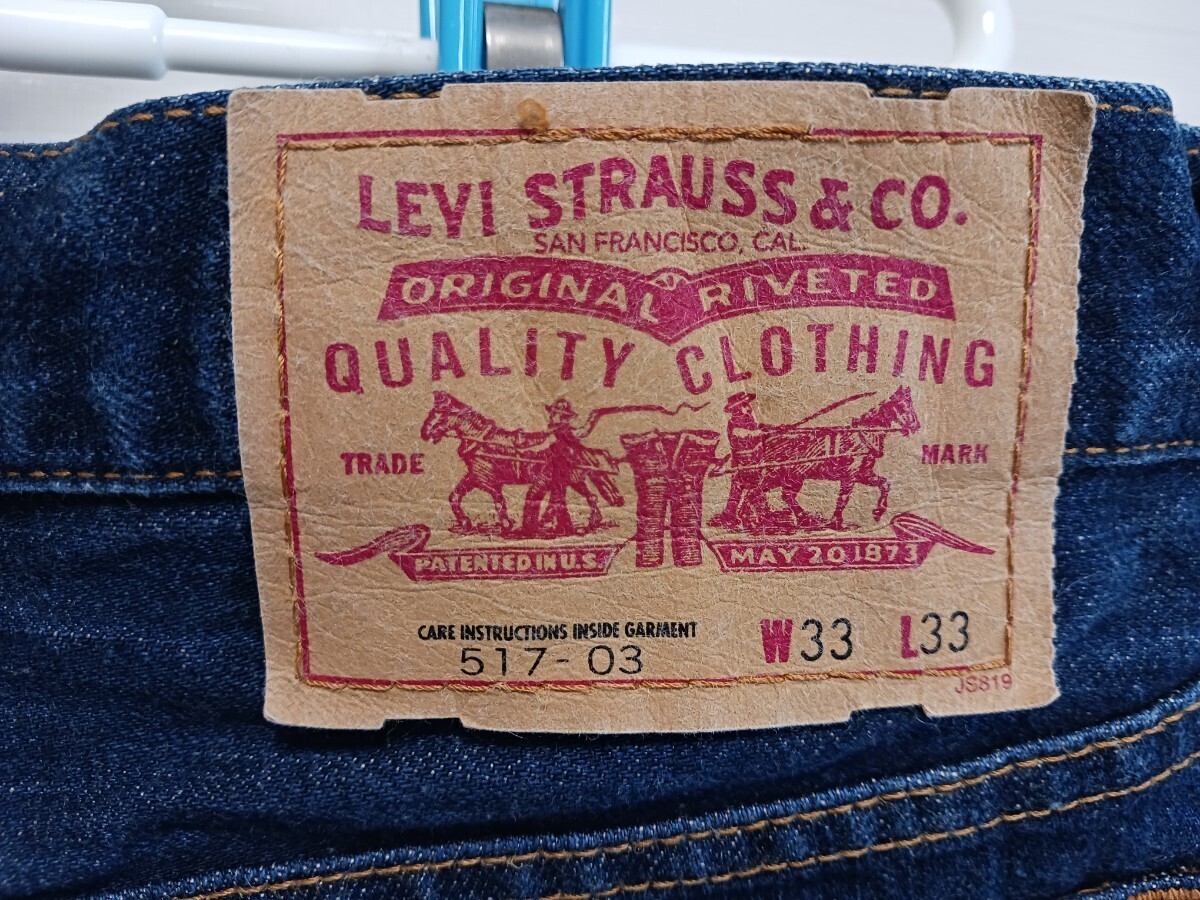 LEVI STRAUSS & CO.
SAN FRANCISCO, CAL.
ORIGINAL RIVETED
QUALITY CLOTHING
TRADE MARK
PATENTED IN U.S. MAY 20 1873
CARE INSTRUCTIONS INSIDE GARMENT
517-03 W33 L33
JS819